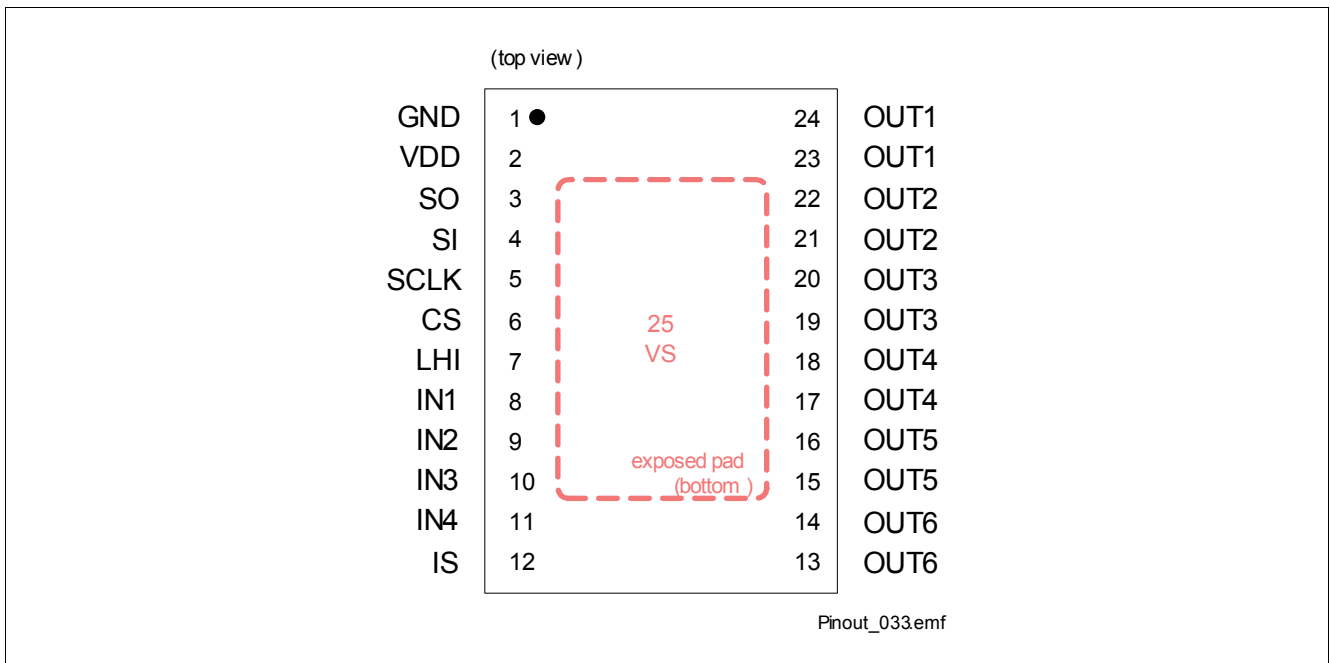 (top view )
GND 1 24 OUT1
VDD 2 23 OUT1
SO 3 22 OUT2
SI 4 21 OUT2
SCLK 5 20 OUT3
CS 6 25 19 OUT3
LHI 7 VS 18 OUT4
IN1 8 17 OUT4
IN2 9 16 OUT5
exposed pad
IN3 10 (bottom ) 15 OUT5
IN4 11 14 OUT6
IS 12 13 OUT6
Pinout_033.emf